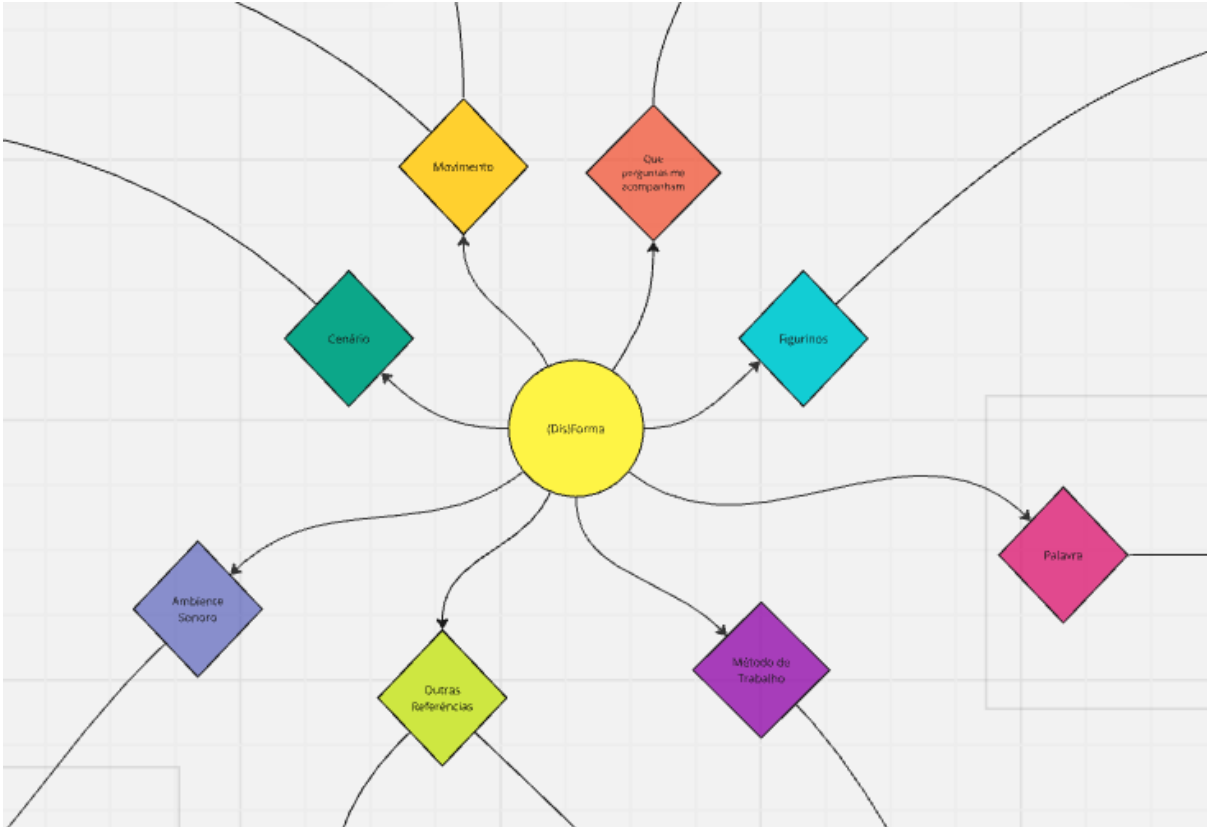 Movimento
Que
perguntas me
acompanham
Cenário
Figurinos
(Dis)Forma
Palavra
Ambience
Sonoro
Outras
Referências
Método de
Trabalho